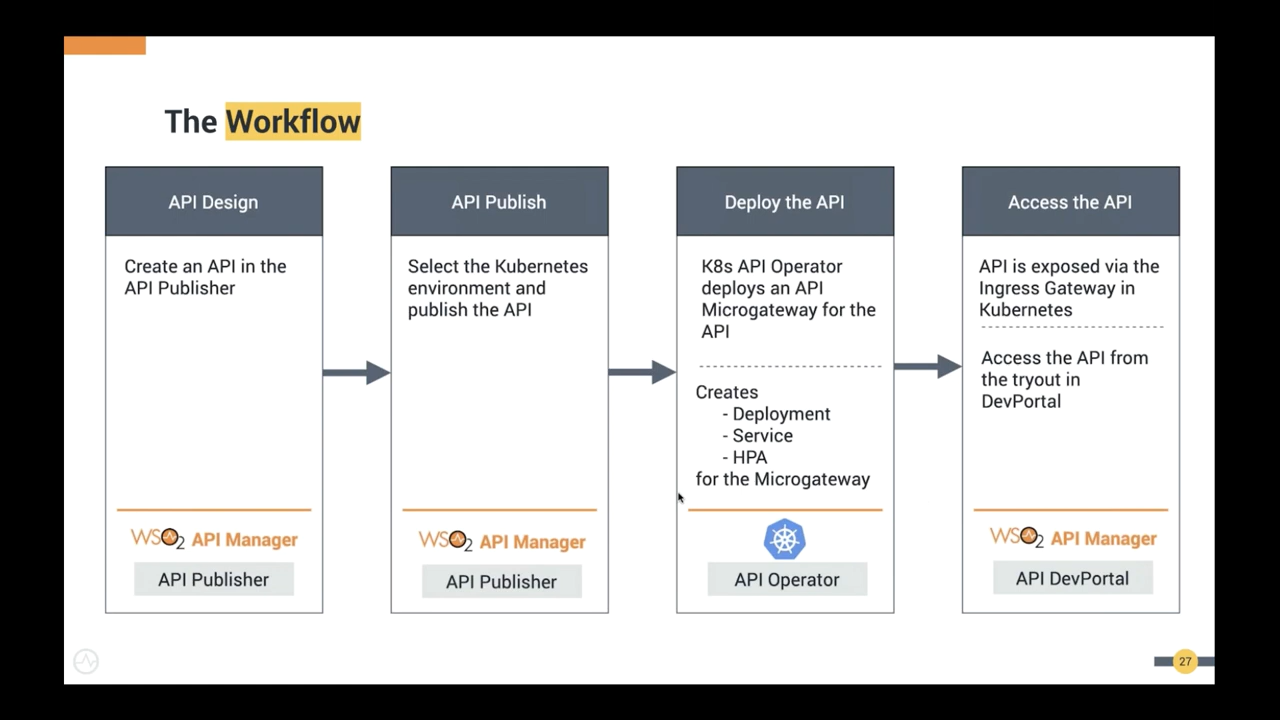 The Workflow
API Design
Create an API in the
API Publisher
WSO2 API Manager
API Publisher
API Publish
Select the Kubernetes
environment and
publish the API
WSO2 API Manager
API Publisher
Deploy the API
K8s API Operator
deploys an API
Microgateway for the
API
Creates
- Deployment
- Service
- HPA
for the Microgateway
API Operator
Access the API
API is exposed via the
Ingress Gateway in
Kubernetes
Access the API from
the tryout in
DevPortal
WSO2 API Manager
API DevPortal
27